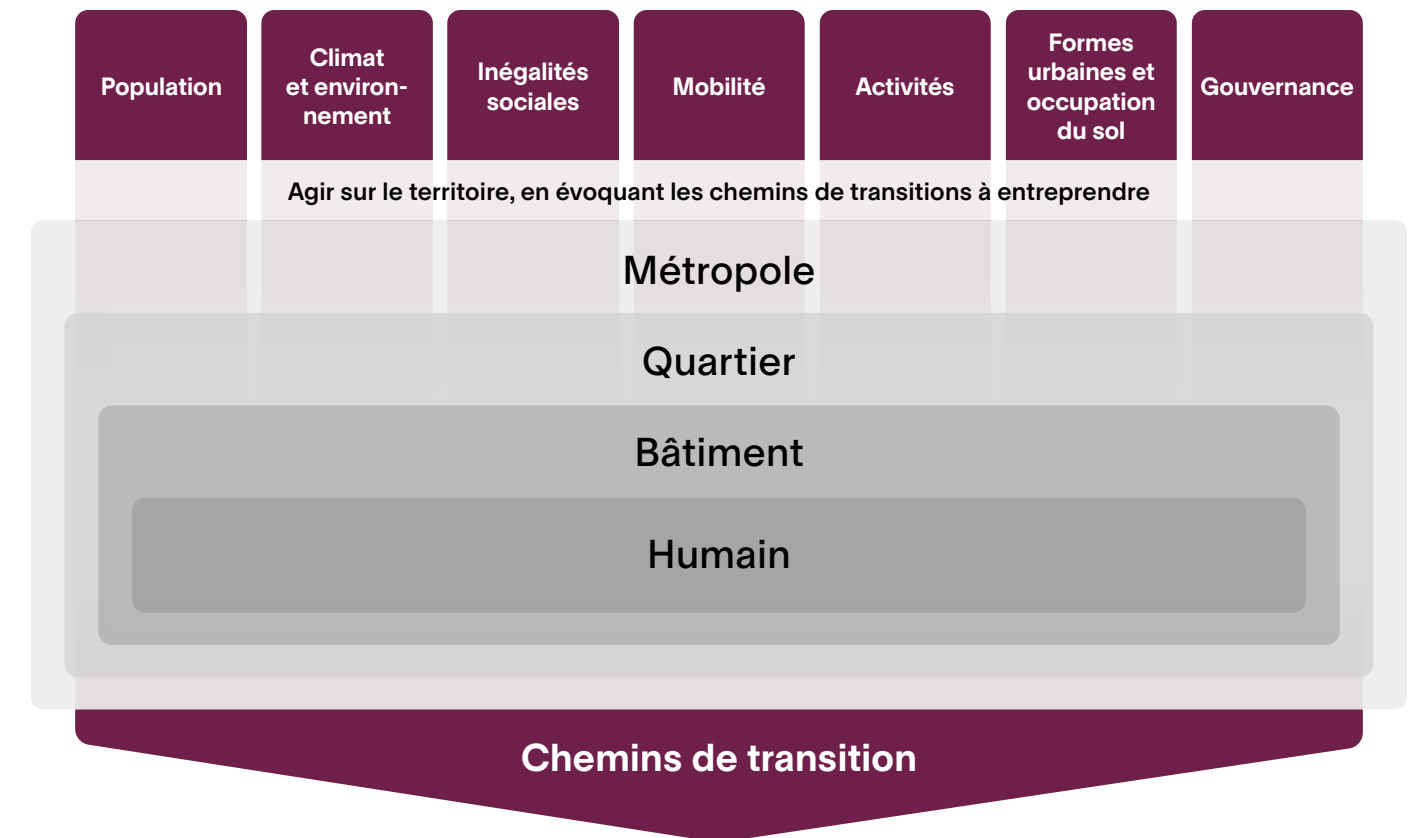 Population
Climat
et environ-
nement
Inégalités
sociales
Mobilité
Activités
Formes
urbaines et
occupation
du sol
Gouvernance
Agir sur le territoire, en évoquant les chemins de transitions à entreprendre
Métropole
Quartier
Bâtiment
Humain
Chemins de transition